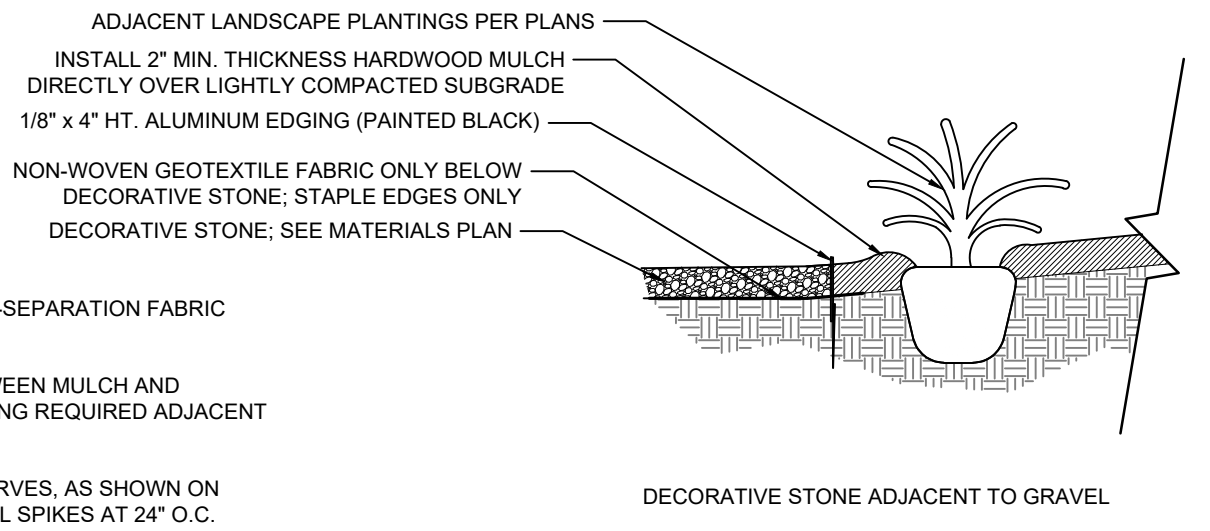 ADJACENT LANDSCAPE PLANTINGS PER PLANS
INSTALL 2" MIN. THICKNESS HARDWOOD MULCH
DIRECTLY OVER LIGHTLY COMPACTED SUBGRADE
1/8" x 4" HT. ALUMINUM EDGING (PAINTED BLACK)
NON-WOVEN GEOTEXTILE FABRIC ONLY BELOW
DECORATIVE STONE; STAPLE EDGES ONLY
DECORATIVE STONE; SEE MATERIALS PLAN
-SEPARATION FABRIC
WEEN MULCH AND
NG REQUIRED ADJACENT
RVES, AS SHOWN ON
L SPIKES AT 24" O.C.
DECORATIVE STONE ADJACENT TO GRAVEL